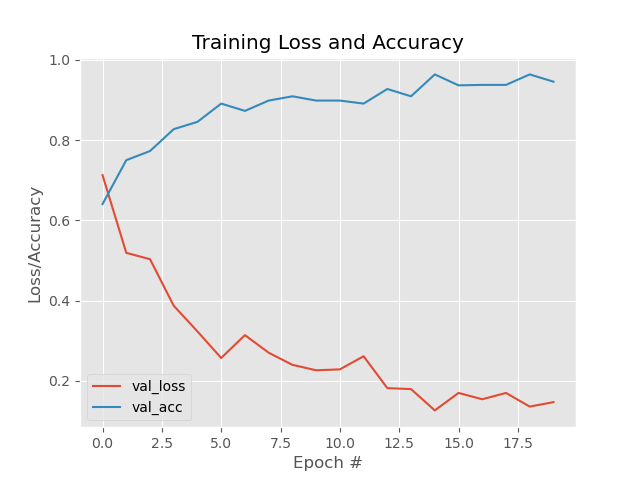 Training Loss and Accuracy
1.0
0.8
0.6
0.4
0.2
Loss/Accuracy
val_loss
val_acc
0.0 2.5 5.0 7.5 10.0 12.5 15.0 17.5
Epoch #